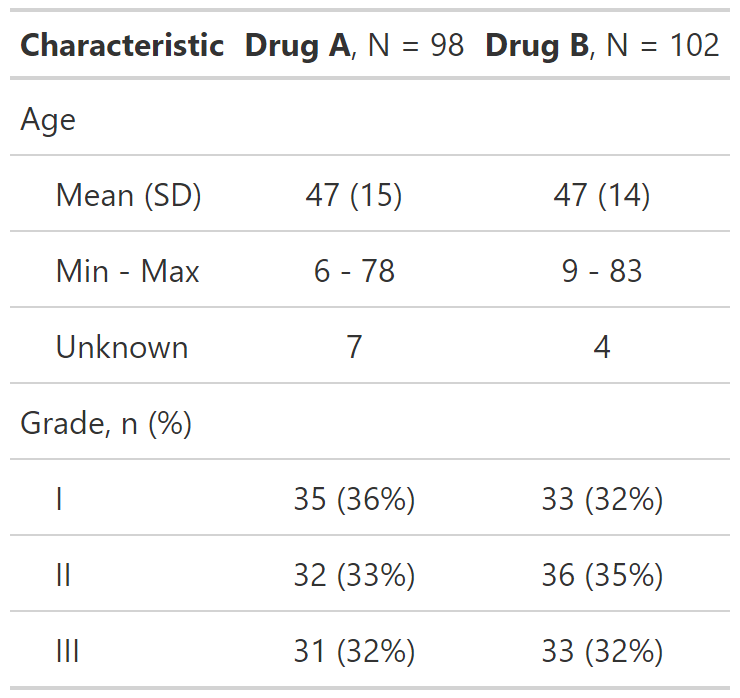 Characteristic Drug A, N = 98 Drug B, N = 102
Age
Mean (SD) 47 (15) 47 (14)
Min - Max 6 - 78 9 - 83
Unknown 7 4
Grade, n (%)
I 35 (36%) 33 (32%)
II 32 (33%) 36 (35%)
III 31 (32%) 33 (32%)